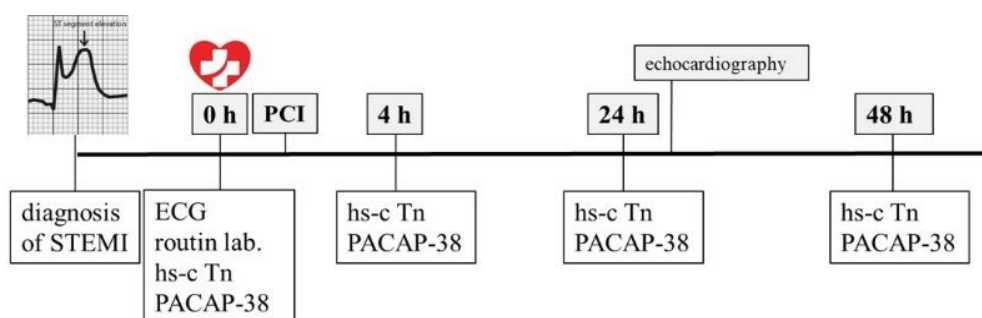 ST segment elevation
echocardiography
0 h
PCI
4 h
24 h
48 h
diagnosis
of STEMI
ECG
routin lab.
hs-c Tn
PACAP-38
hs-c Tn
PACAP-38
hs-c Tn
PACAP-38
hs-c Tn
PACAP-38